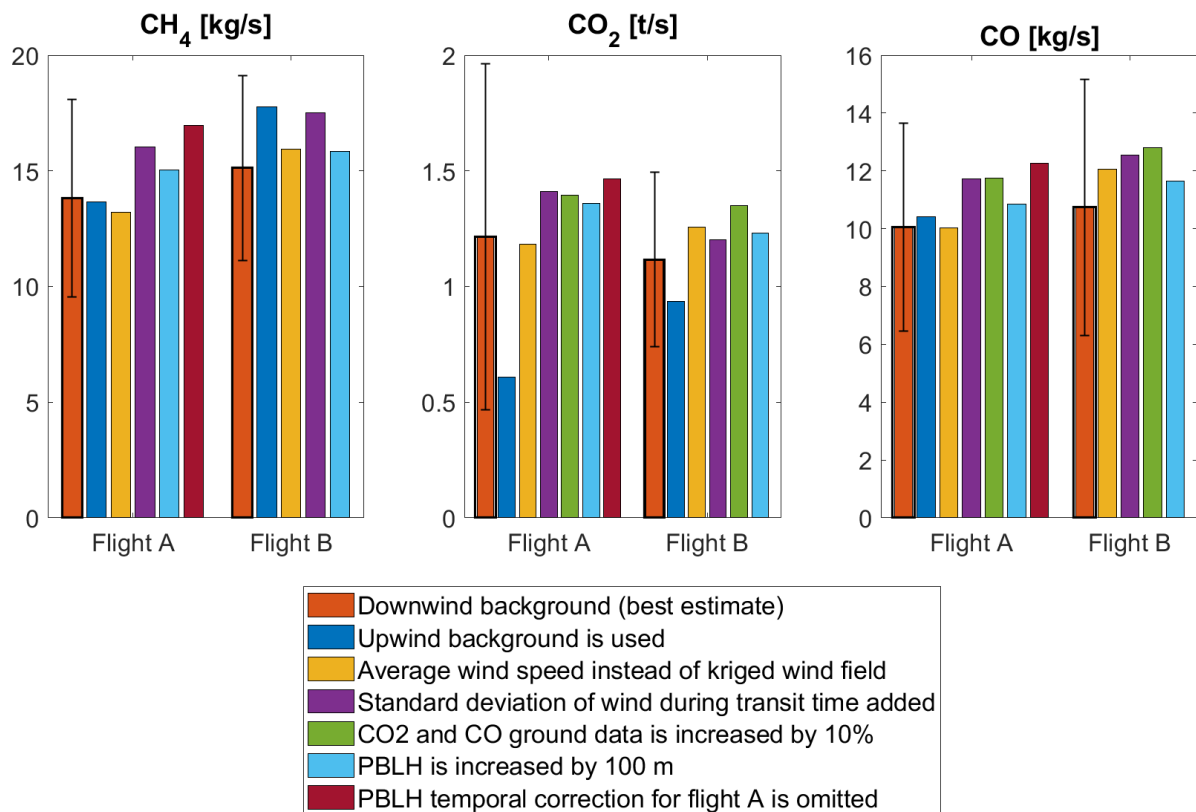 CH4 [kg/s]
20
15
10
5
0
Flight A
Flight B
CO2 [t/s]
2
1.5
1
0.5
0
Flight A
Flight B
CO [kg/s]
16
14
12
10
8
6
4
2
0
Flight A
Flight B
Downwind background (best estimate)
Upwind background is used
Average wind speed instead of kriged wind field
Standard deviation of wind during transit time added
CO2 and CO ground data is increased by 10%
PBLH is increased by 100 m
PBLH temporal correction for flight A is omitted